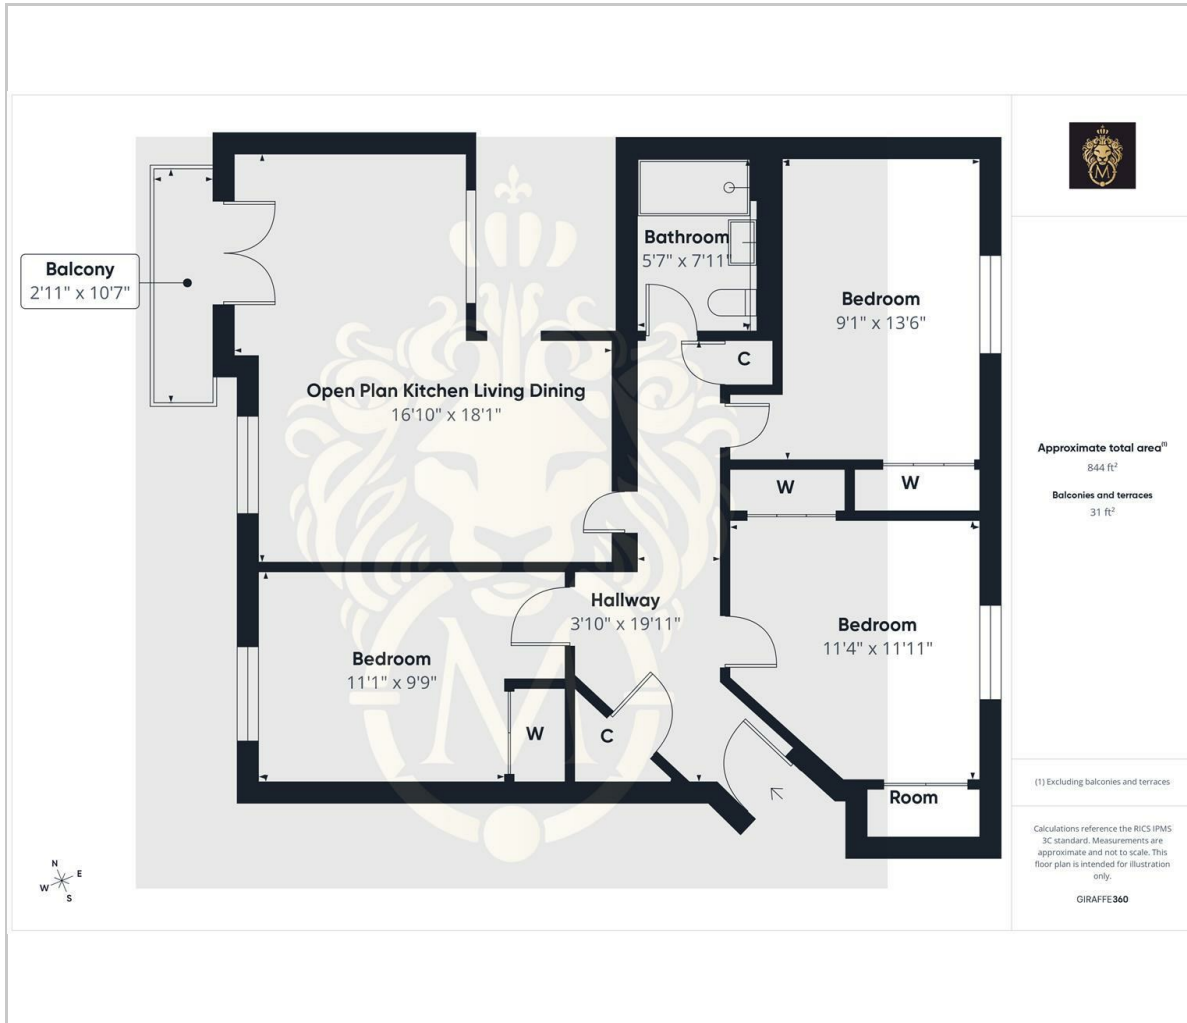 Balcony
2'11" x 10'7"
Bathroom
5'7" x 7'11"
Bedroom
9'1" x 13'6"
C
Open Plan Kitchen Living Dining
16'10" x 18'1"
W
W
Hallway
3'10" x 19'11"
Bedroom
11'4" x 11'11"
Bedroom
11'1" x 9'9"
W
C
Room
N
E
W
S
M
M
Approximate total area(1)
844 ft²
Balconies and terraces
31 ft²
(1) Excluding balconies and terraces
Calculations reference the RICS IPMS
3C standard. Measurements are
approximate and not to scale. This
floor plan is intended for illustration
only.
GIRAFFE360